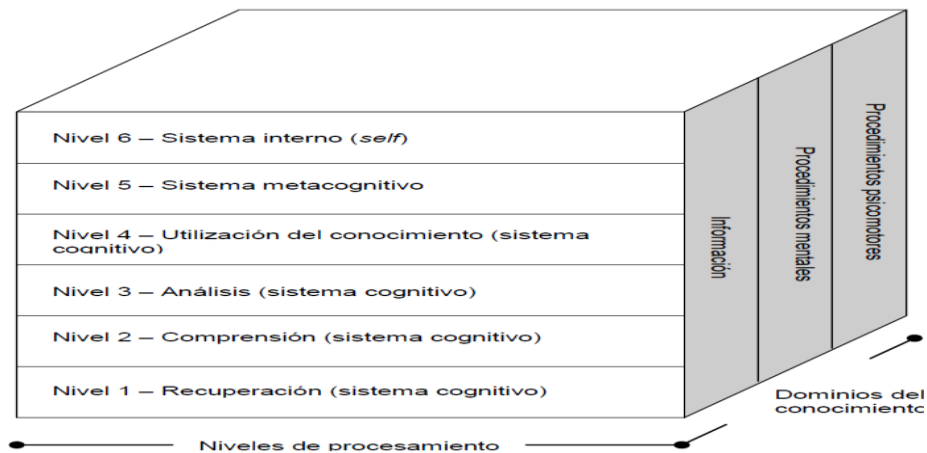 Nivel 6 – Sistema interno (self)
Nivel 5 – Sistema metacognitivo
Nivel 4 – Utilización del conocimiento (sistema
cognitivo)
Nivel 3 – Análisis (sistema cognitivo)
Nivel 2 – Comprensión (sistema cognitivo)
Nivel 1 – Recuperación (sistema cognitivo)
Información
Procedimientos mentales
Procedimientos psicomotores
Niveles de procesamiento
Dominios del
conocimiento